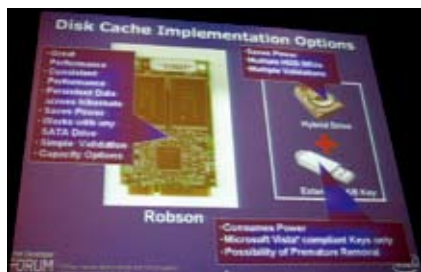 Disk Cache Implementation Options
Great
Performance
Consistent
Performance
Persistent Data
across hibernate
Saves Power
Works with any
SATA Drive
Simple Validation
Capacity Options
Saves Power
Multiple
Multiple Validations
Hybrid Drive
Robson
Key
Consumes Power
Microsoft Vista* compliant Keys only
Possibility of Premature Removal
FORUM